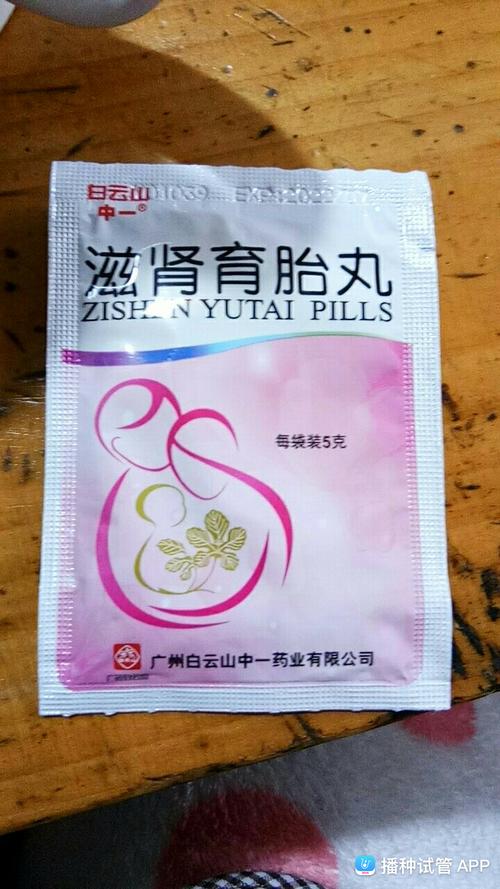 白云山
中一®
滋肾育胎丸
ZISHEN YUTAI PILLS
每袋装5克
广州白云山中一药业有限公司
播种试管 APP